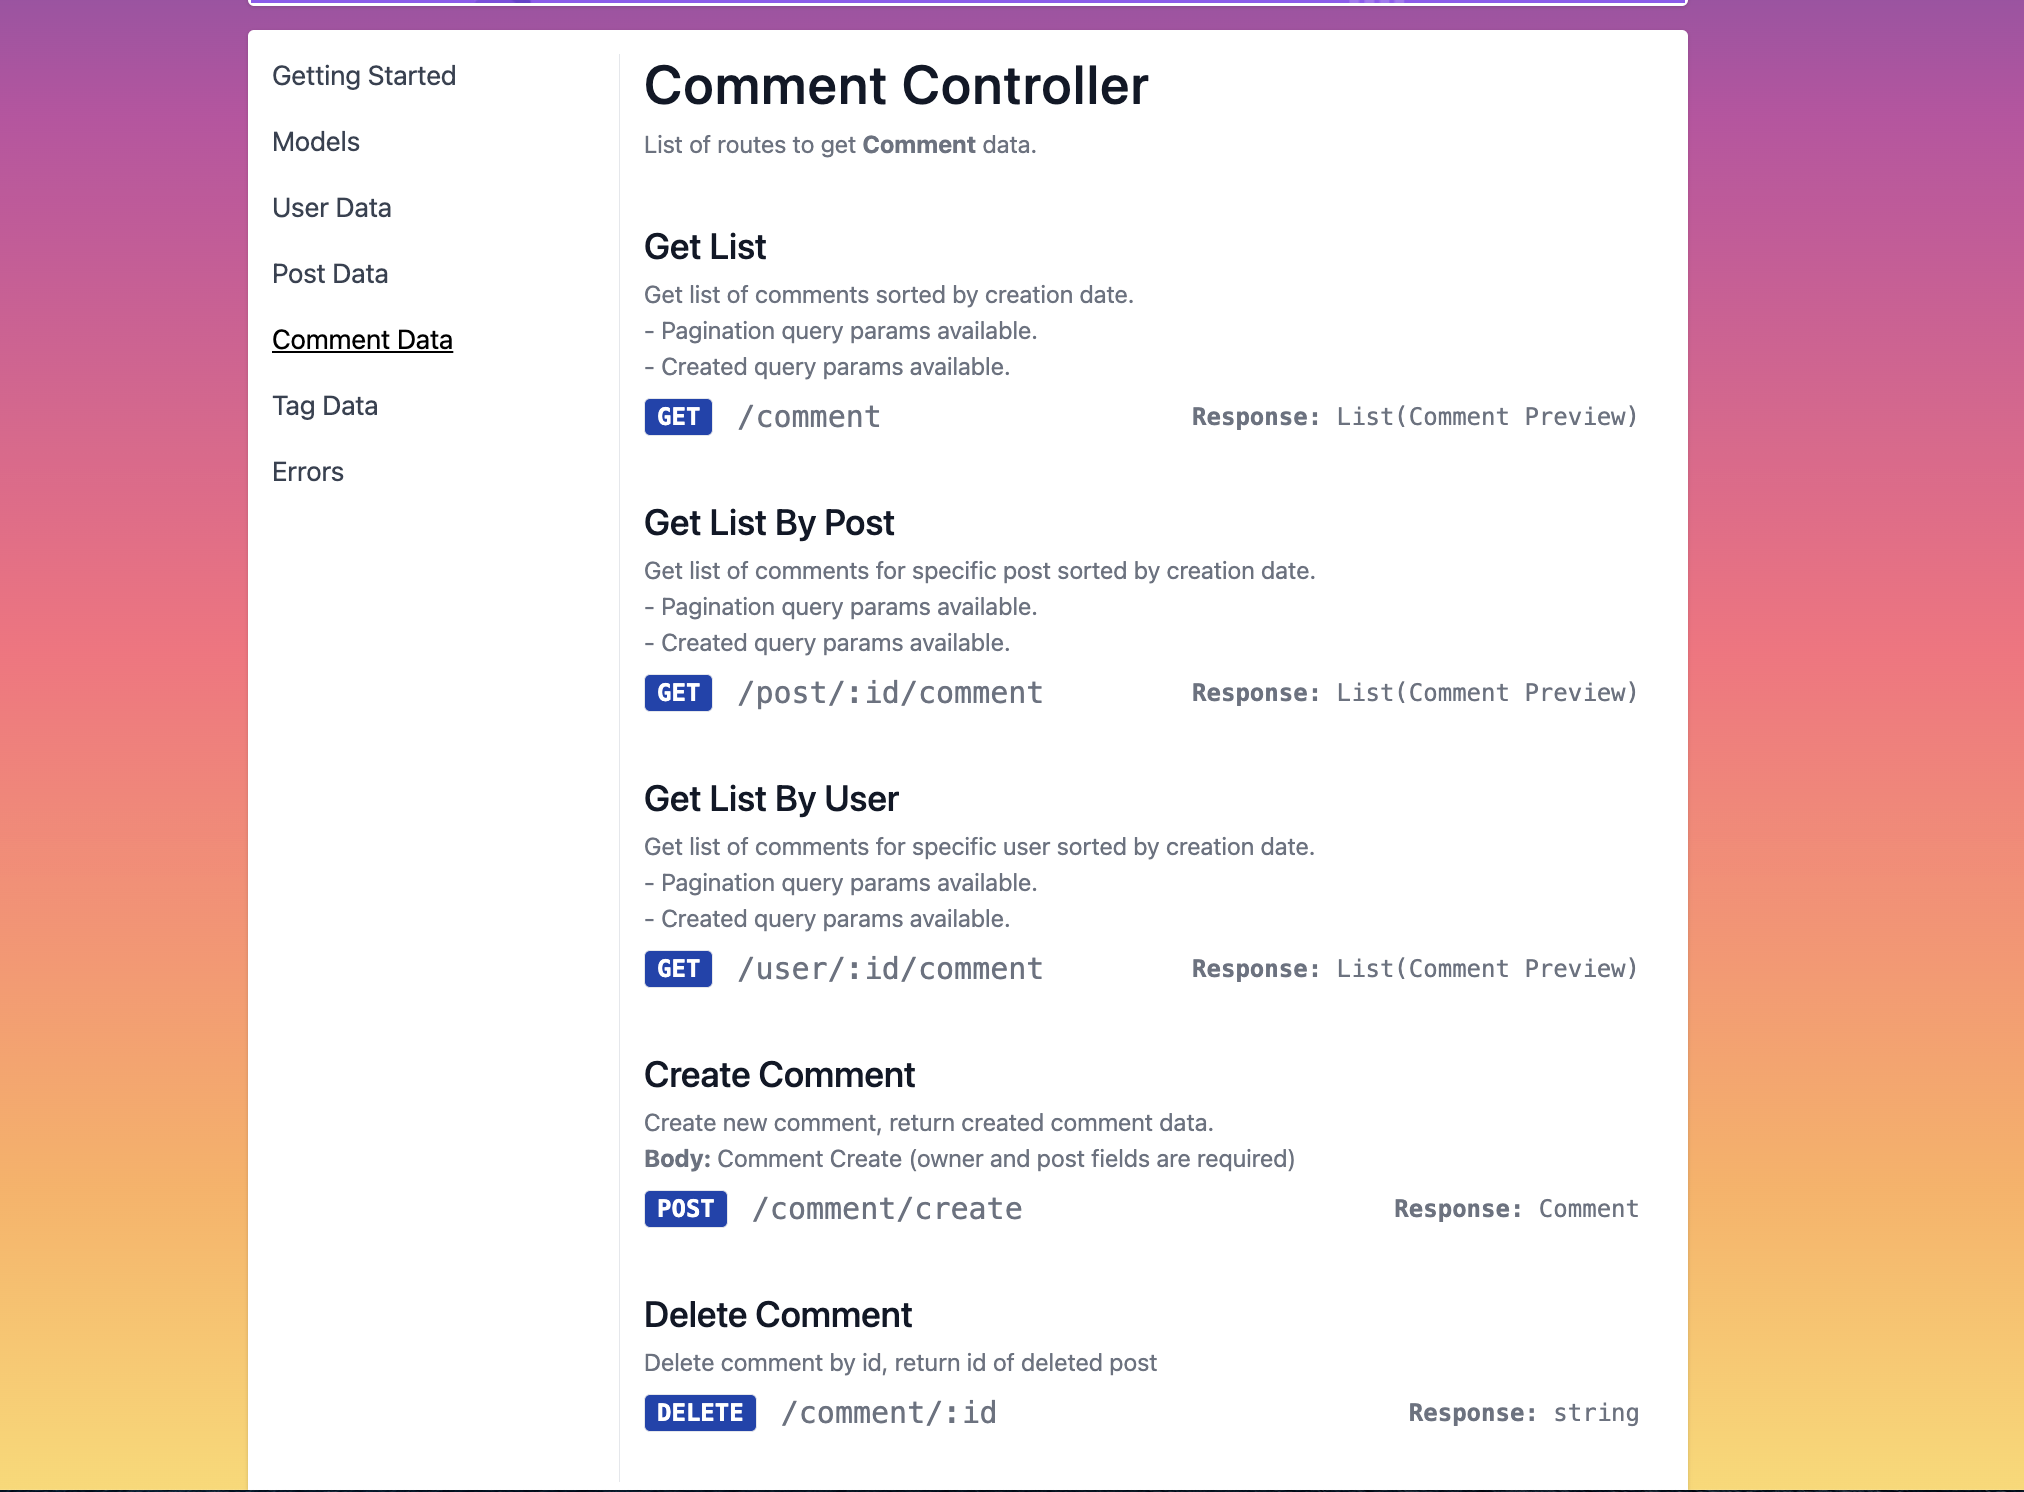 Getting Started
Models
User Data
Post Data
Comment Data
Tag Data
Errors
Comment Controller
List of routes to get Comment data.
Get List
Get list of comments sorted by creation date.
- Pagination query params available.
- Created query params available.
GET /comment Response: List(Comment Preview)
Get List By Post
Get list of comments for specific post sorted by creation date.
- Pagination query params available.
- Created query params available.
GET /post/:id/comment Response: List(Comment Preview)
Get List By User
Get list of comments for specific user sorted by creation date.
- Pagination query params available.
- Created query params available.
GET /user/:id/comment Response: List(Comment Preview)
Create Comment
Create new comment, return created comment data.
Body: Comment Create (owner and post fields are required)
POST /comment/create Response: Comment
Delete Comment
Delete comment by id, return id of deleted post
DELETE /comment/:id Response: string